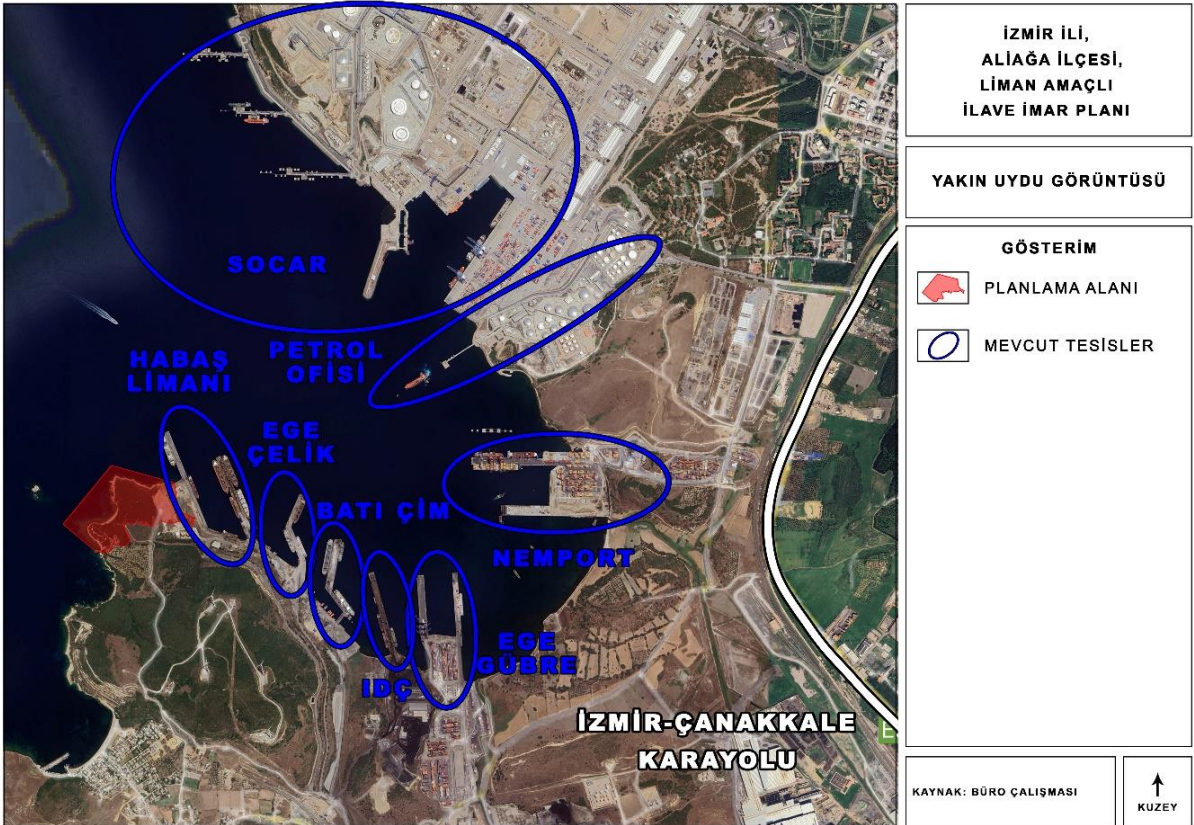 İZMİR İLİ,
ALİAĞA İLÇESİ,
LİMAN AMAÇLI
İLAVE İMAR PLANI
YAKIN UYDU GÖRÜNTÜSÜ
GÖSTERİM
PLANLAMA ALANI
MEVCUT TESİSLER
SOCAR
PETROL
OFİSİ
HABAŞ
LİMANI
EGE
ÇELİK
BATI ÇİM
NEMPORT
EGE
GÜBRE
IDÇ
İZMİR-ÇANAKKALE
KARAYOLU
E
KAYNAK: BÜRO ÇALIŞMASI
KUZEY